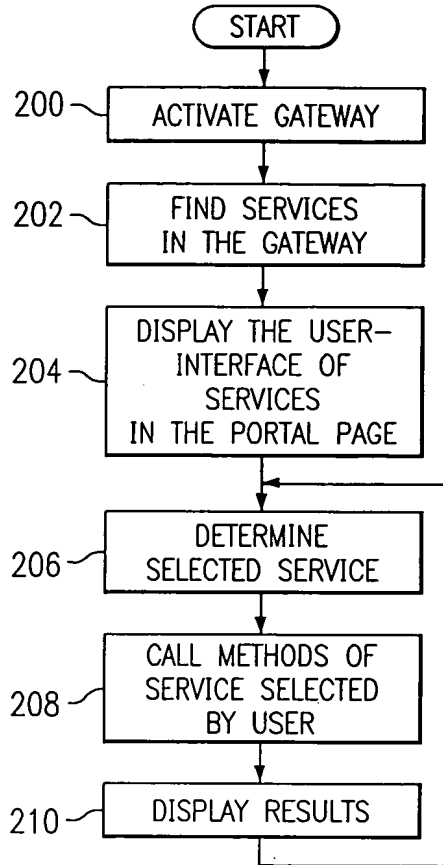 START
200
ACTIVATE GATEWAY
202
FIND SERVICES
IN THE GATEWAY
204
DISPLAY THE USER-
INTERFACE OF
SERVICES
IN THE PORTAL PAGE
206
DETERMINE
SELECTED SERVICE
208
CALL METHODS OF
SERVICE SELECTED
BY USER
210
DISPLAY RESULTS